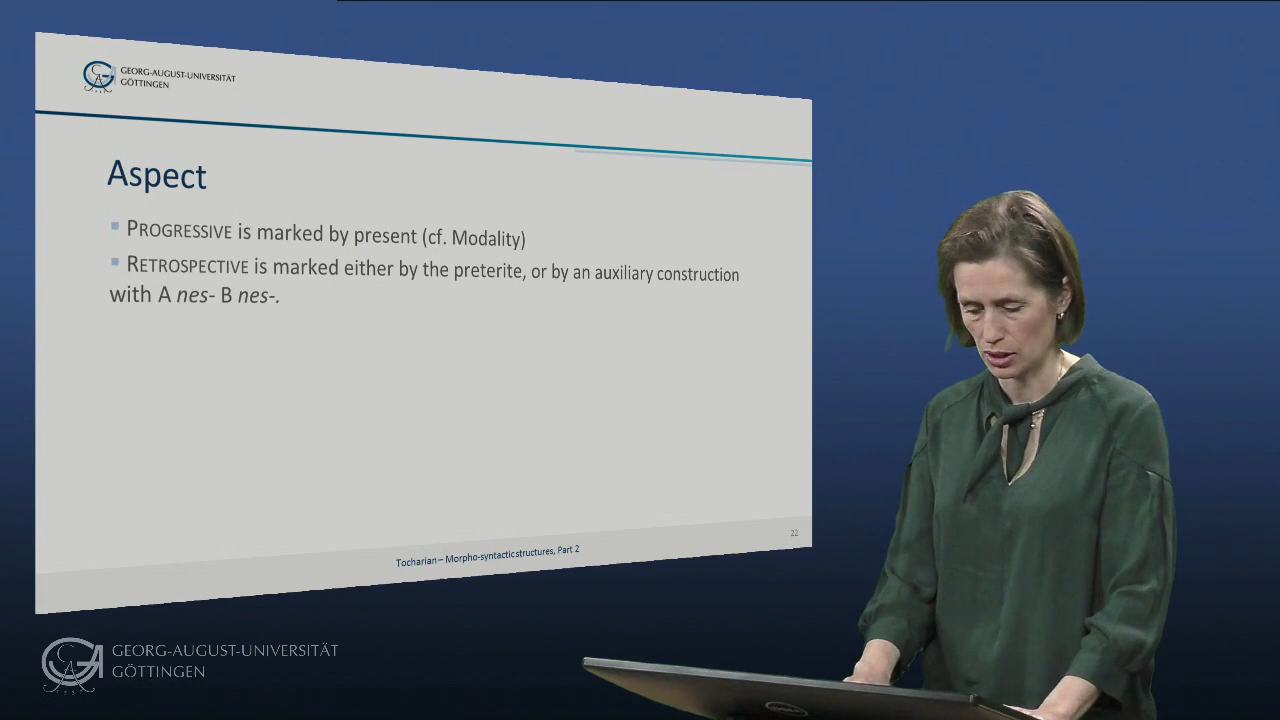 GEORG-AUGUST-UNIVERSITÄT
GÖTTINGEN
Aspect
PROGRESSIVE is marked by present (cf. Modality)
RETROSPECTIVE is marked either by the preterite, or by an auxiliary construction
with A nes- B nes-.
22
Tocharian – Morpho-syntactic structures, Part 2
GEORG-AUGUST-UNIVERSITÄT
GÖTTINGEN
DELL